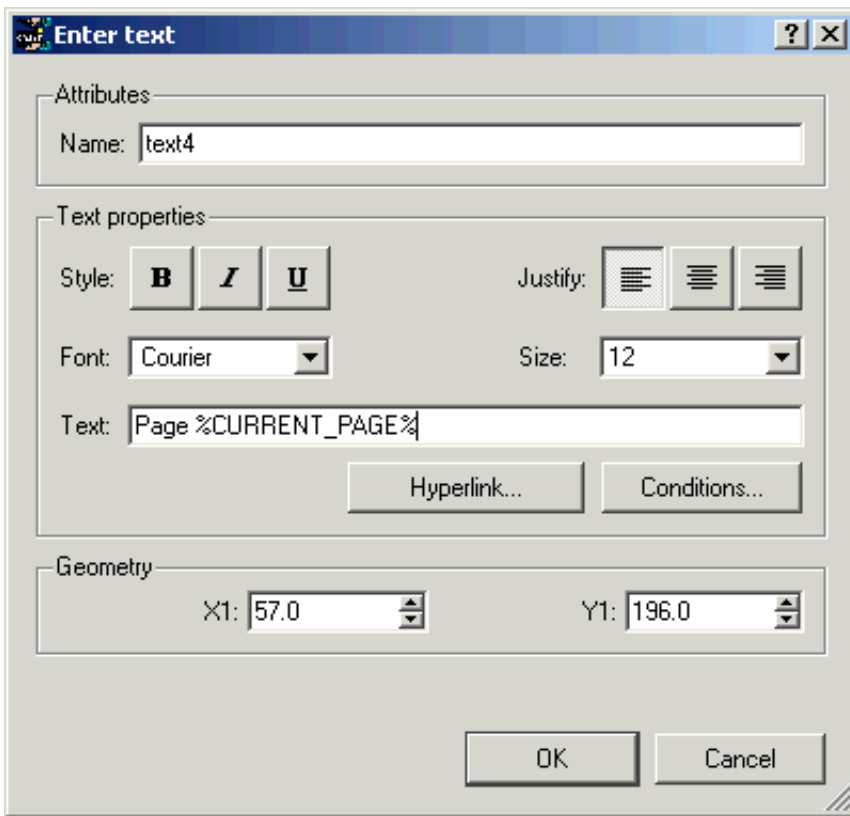 Enter text
Attributes
Name: text4
Text properties
Style: B I U Justify:
Font: Courier Size: 12
Text: Page %CURRENT_PAGE%
Hyperlink... Conditions...
Geometry
X1: 57.0 Y1: 196.0
OK Cancel